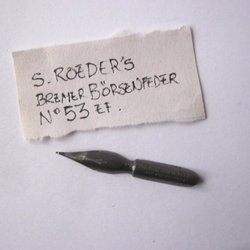 S. ROEDER'S
BREMER BÖRSENFEDER
N° 53 EF.